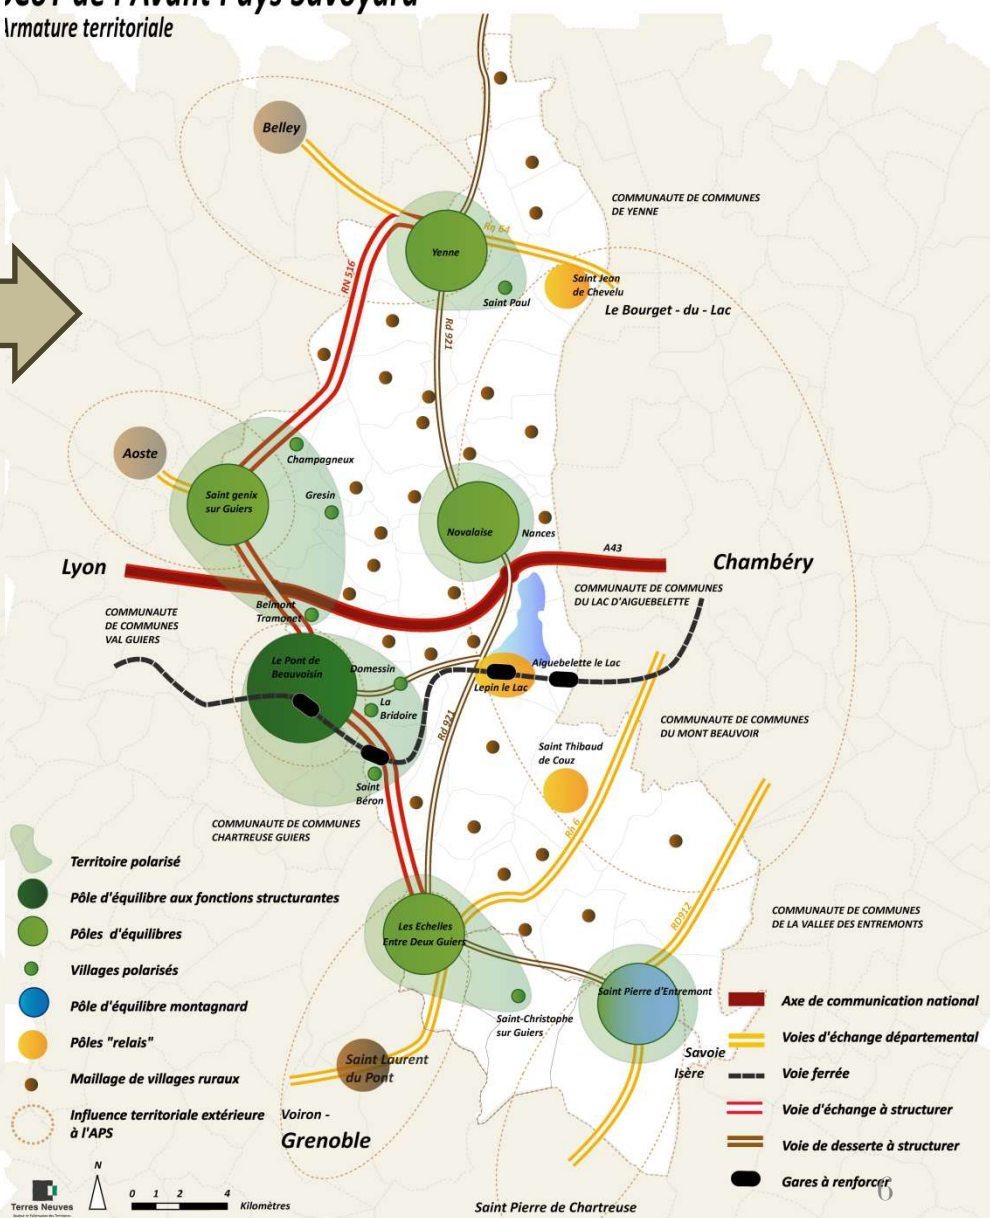 SCOT de l'Avant Pays Savoyard
Armature territoriale
Belley
COMMUNAUTE DE COMMUNES
DE YENNE
Rn 64
Yenne
RN 516
Saint Jean
de Chevelu
Saint Paul
Le Bourget - du - Lac
Rd 921
Aoste
Champagneux
Saint genix
sur Guiers
Gresin
Novalaise
Nances
A43
Lyon
Chambéry
COMMUNAUTE DE COMMUNES
DU LAC D'AIGUEBELETTE
COMMUNAUTE
DE COMMUNES
VAL GUIERS
Belmont
Tramonet
Le Pont de
Beauvoisin
Domessin
Aiguebelette le Lac
Lepin le Lac
La
Bridoire
Rd 921
COMMUNAUTE DE COMMUNES
DU MONT BEAUVOIR
Saint Thibaud
de Couz
Saint
Béron
COMMUNAUTE DE COMMUNES
CHARTREUSE GUIERS
Rn 6
RD912
COMMUNAUTE DE COMMUNES
DE LA VALLEE DES ENTREMONTS
Les Echelles
Entre Deux Guiers
Saint Pierre d'Entremont
Saint-Christophe
sur Guiers
Savoie
Isère
Saint Laurent
du Pont
Voiron -
Grenoble
Saint Pierre de Chartreuse
Territoire polarisé
Pôle d'équilibre aux fonctions structurantes
Pôles d'équilibres
Villages polarisés
Pôle d'équilibre montagnard
Pôles "relais"
Maillage de villages ruraux
Influence territoriale extérieure
à l'APS
Axe de communication national
Voies d'échange départemental
Voie ferrée
Voie d'échange à structurer
Voie de desserte à structurer
Gares à renforcer
6
N
0 1 2 4
Kilomètres
Terres Neuves